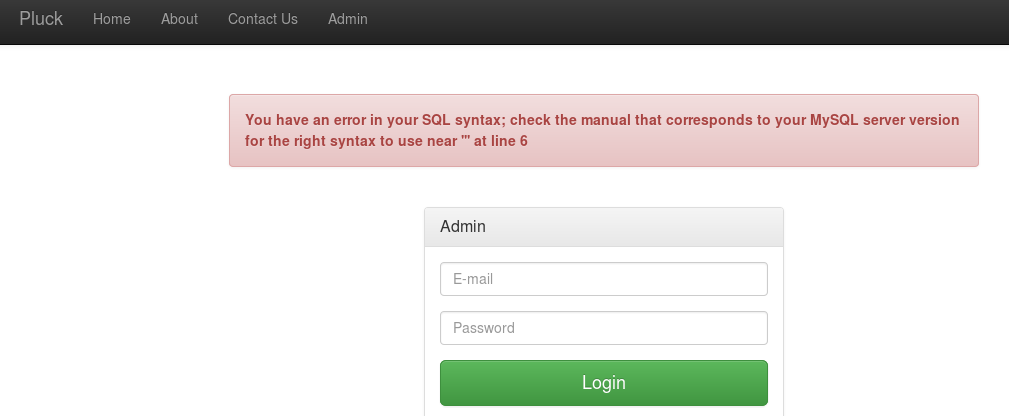 Pluck Home About Contact Us Admin
You have an error in your SQL syntax; check the manual that corresponds to your MySQL server version
for the right syntax to use near ''' at line 6
Admin
E-mail
Password
Login